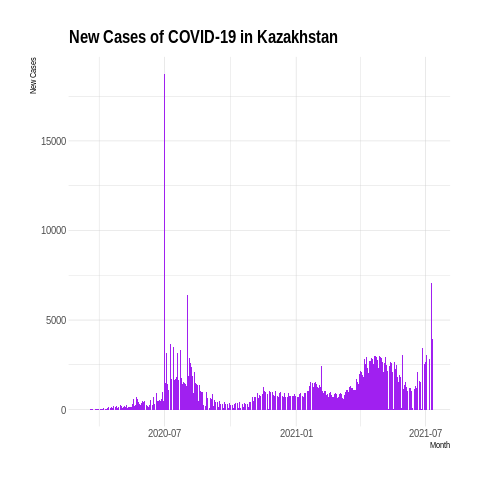 New Cases of COVID-19 in Kazakhstan
New Cases
15000
10000
5000
0
2020-07
2021-01
2021-07
Month